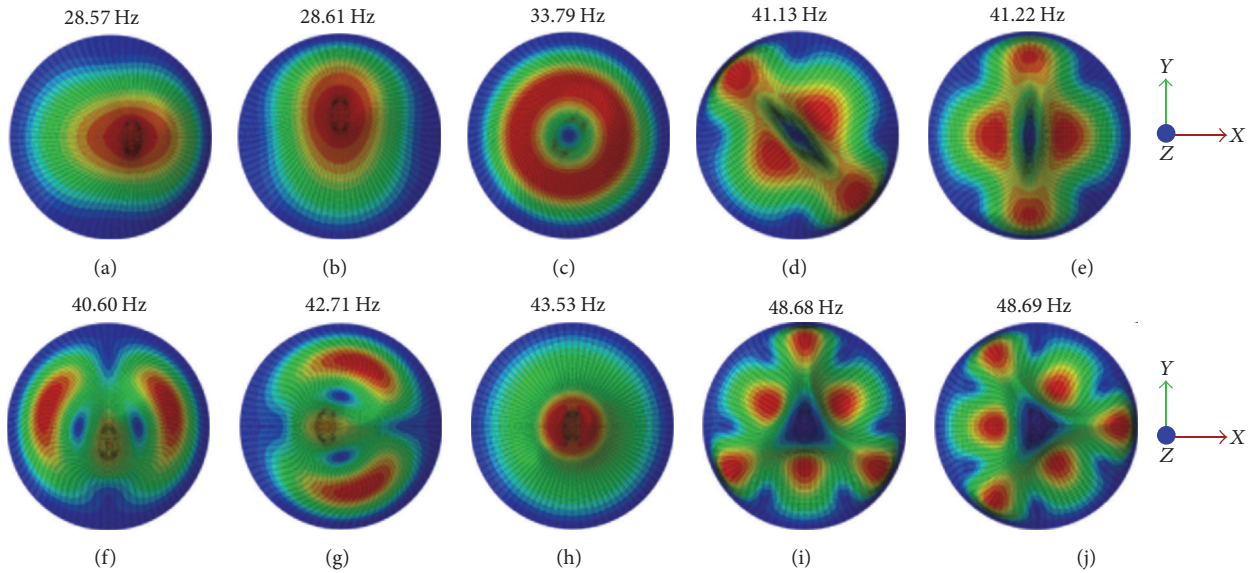 28.57 Hz 28.61 Hz 33.79 Hz 41.13 Hz 41.22 Hz
Y
X
Z
(a) (b) (c) (d) (e)
40.60 Hz 42.71 Hz 43.53 Hz 48.68 Hz 48.69 Hz
Y
X
Z
(f) (g) (h) (i) (j)